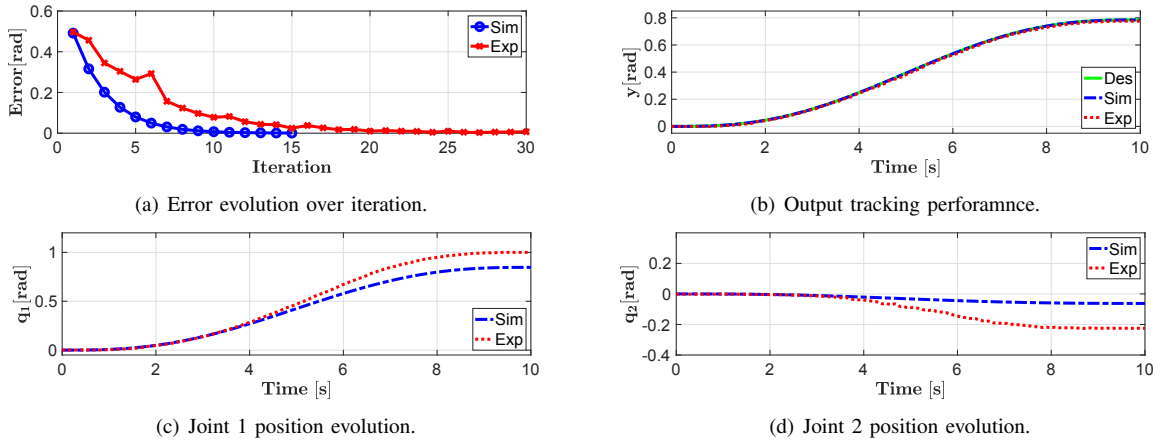 Error[rad]
0.6
0.4
0.2
0
Sim
Exp
0 5 10 15 20 25 30
Iteration
(a) Error evolution over iteration.
y[rad]
0.8
0.6
0.4
0.2
0
Des
Sim
Exp
0 2 4 6 8 10
Time [s]
(b) Output tracking perforamnce.
q1[rad]
1
0.5
0
Sim
Exp
0 2 4 6 8 10
Time [s]
(c) Joint 1 position evolution.
q2[rad]
0.2
0
-0.2
-0.4
Sim
Exp
0 2 4 6 8 10
Time [s]
(d) Joint 2 position evolution.